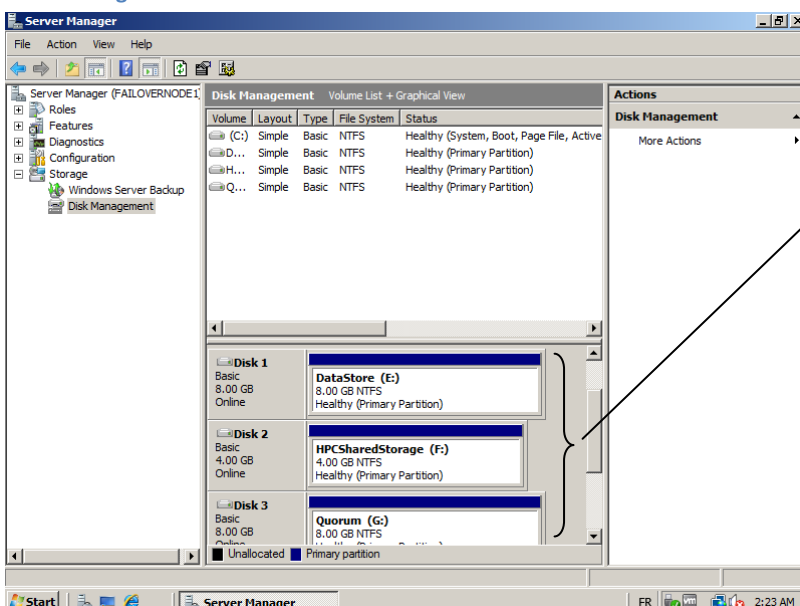 Server Manager
File Action View Help
Server Manager (FAILOVERNODE1)
Roles
Features
Diagnostics
Configuration
Storage
Windows Server Backup
Disk Management
Disk Management Volume List + Graphical View
Volume Layout Type File System Status
(C:) Simple Basic NTFS Healthy (System, Boot, Page File, Active
D... Simple Basic NTFS Healthy (Primary Partition)
H... Simple Basic NTFS Healthy (Primary Partition)
Q... Simple Basic NTFS Healthy (Primary Partition)
Disk 1
Basic
8.00 GB
Online
DataStore (E:)
8.00 GB NTFS
Healthy (Primary Partition)
Disk 2
Basic
4.00 GB
Online
HPCSharedStorage (F:)
4.00 GB NTFS
Healthy (Primary Partition)
Disk 3
Basic
8.00 GB
Quorum (G:)
8.00 GB NTFS
Unallocated Primary partition
Actions
Disk Management
More Actions
Start
Server Manager
FR
2:23 AM